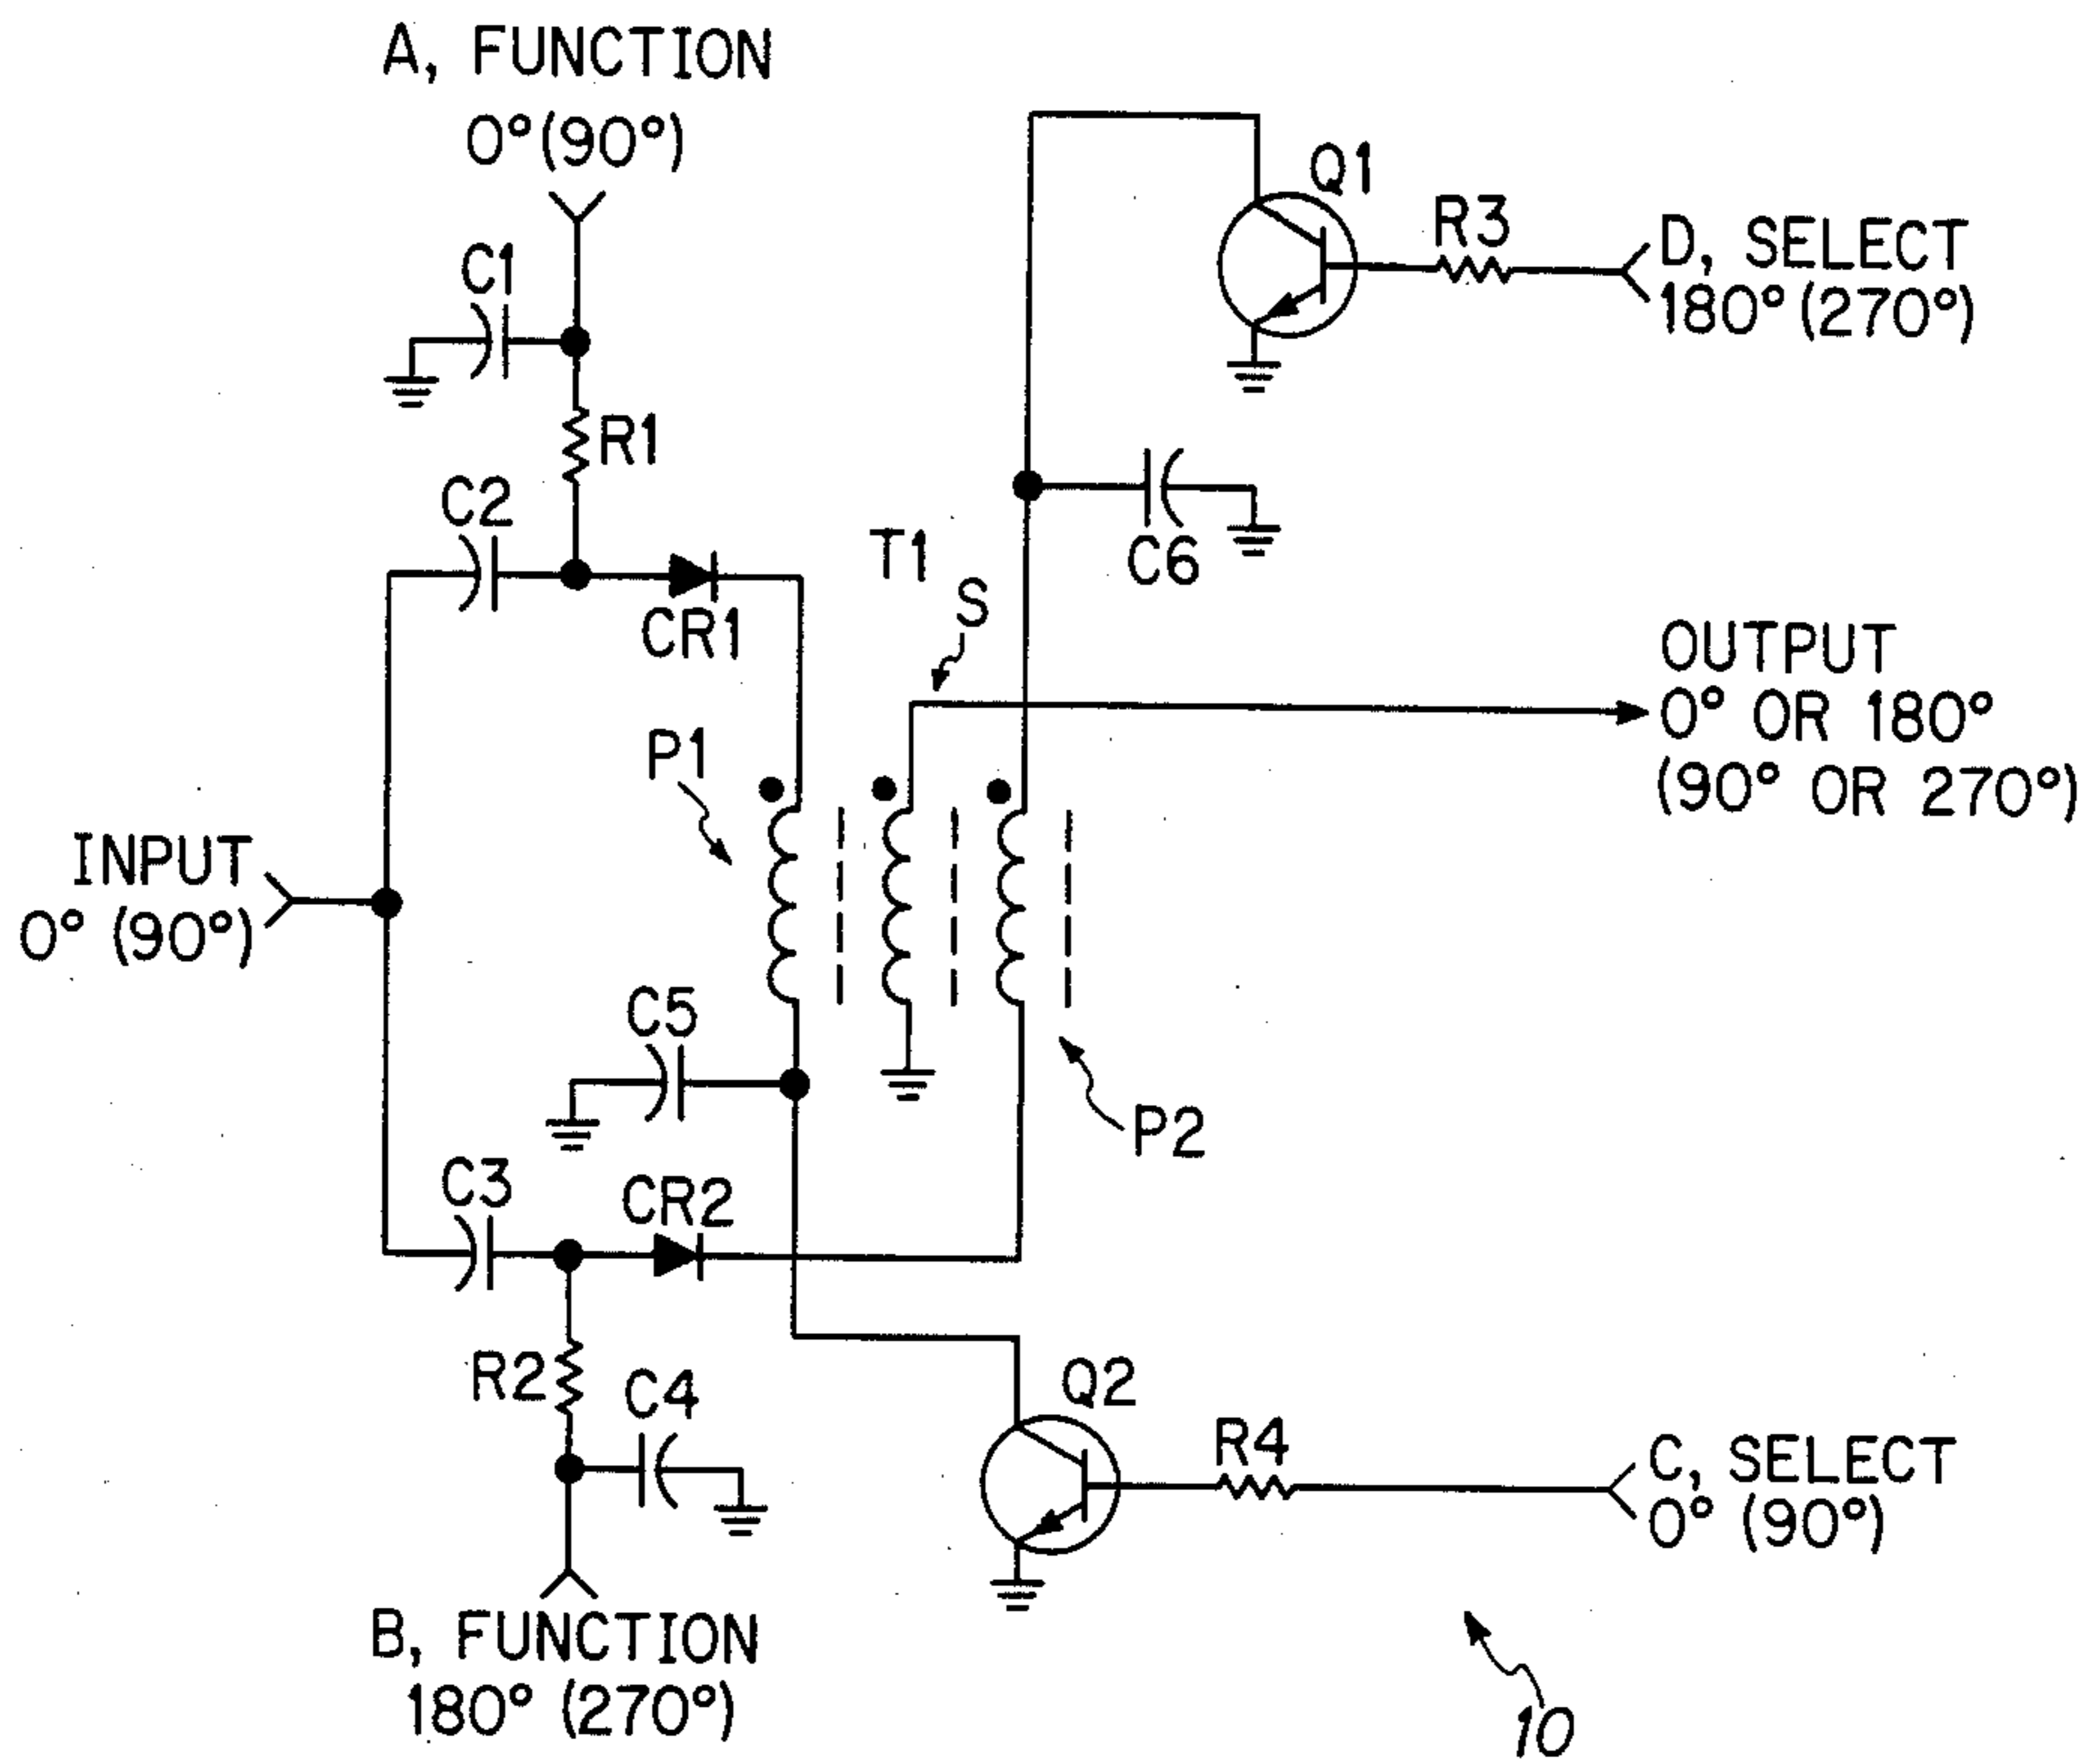 A, FUNCTION
0°(90°)
Q1
R3
D, SELECT
180°(270°)
C1
R1
C2
CR1
T1
S
C6
OUTPUT
0° OR 180°
(90° OR 270°)
P1
INPUT
0° (90°)
C5
P2
C3
CR2
R2
C4
Q2
R4
C, SELECT
0° (90°)
B, FUNCTION
180° (270°)
10